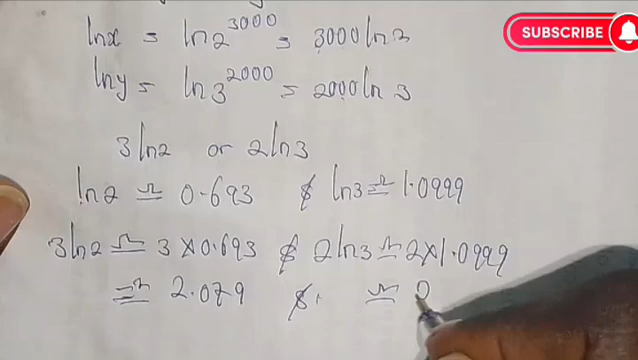 SUBSCRIBE
lnx = ln2^3000 = 3000ln2
lny = ln3^2000 = 2000ln3
3ln2 or 2ln3
ln2 ≃ 0.693 & ln3 ≃ 1.0999
3ln2 ≃ 3×0.693 & 2ln3 ≃ 2×1.0999
≃ 2.079 & ≃